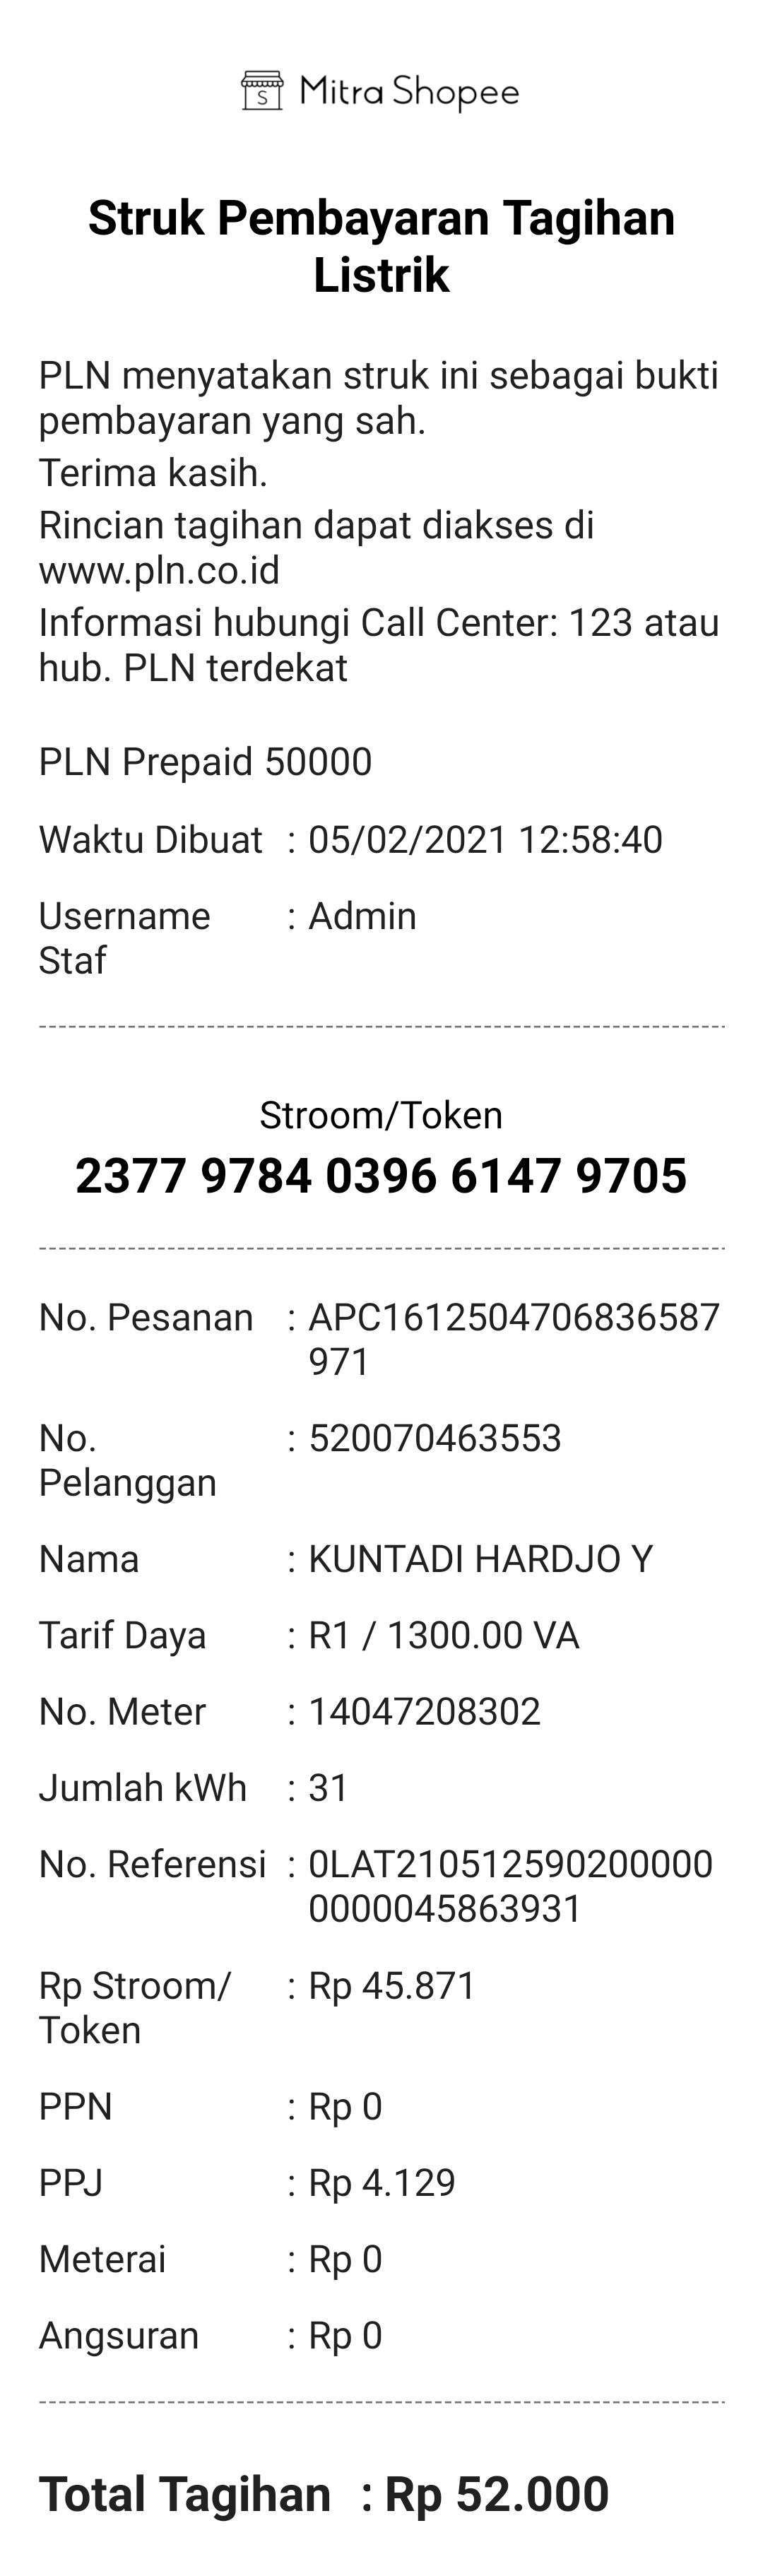 S Mitra Shopee
Struk Pembayaran Tagihan
Listrik
PLN menyatakan struk ini sebagai bukti
pembayaran yang sah.
Terima kasih.
Rincian tagihan dapat diakses di
www.pln.co.id
Informasi hubungi Call Center: 123 atau
hub. PLN terdekat
PLN Prepaid 50000
Waktu Dibuat : 05/02/2021 12:58:40
Username : Admin
Staf
Stroom/Token
2377 9784 0396 6147 9705
No. Pesanan : APC1612504706836587
971
No. : 520070463553
Pelanggan
Nama : KUNTADI HARDJO Y
Tarif Daya : R1 / 1300.00 VA
No. Meter : 14047208302
Jumlah kWh : 31
No. Referensi : 0LAT210512590200000
0000045863931
Rp Stroom/ : Rp 45.871
Token
PPN : Rp 0
PPJ : Rp 4.129
Meterai : Rp 0
Angsuran : Rp 0
Total Tagihan : Rp 52.000